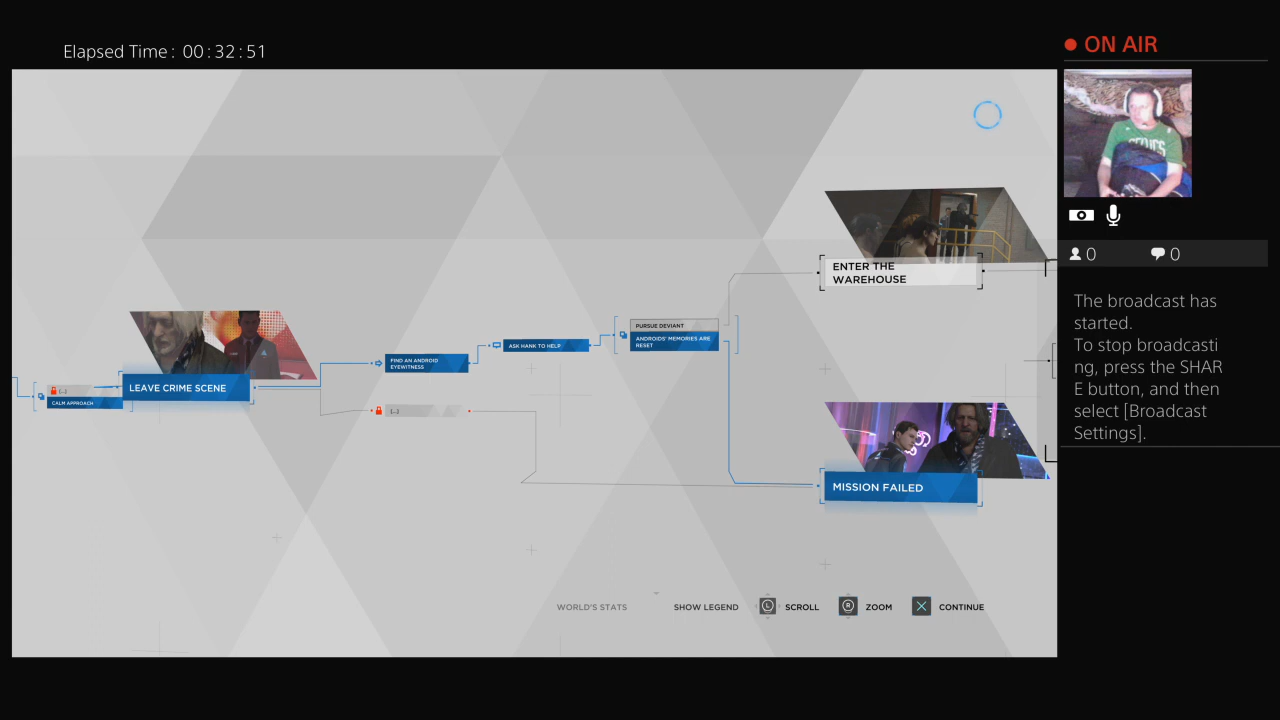 Elapsed Time: 00:32:51
ON AIR
0
0
The broadcast has
started.
To stop broadcasti
ng, press the SHAR
E button, and then
select [Broadcast
Settings].
ENTER THE
WAREHOUSE
PURSUE DEVIANT
ANDROIDS' MEMORIES ARE
RESET
ASK HANK TO HELP
FIND AN ANDROID
EYEWITNESS
LEAVE CRIME SCENE
[...]
CALM APPROACH
[...]
MISSION FAILED
WORLD'S STATS
SHOW LEGEND
L
SCROLL
R
ZOOM
CONTINUE